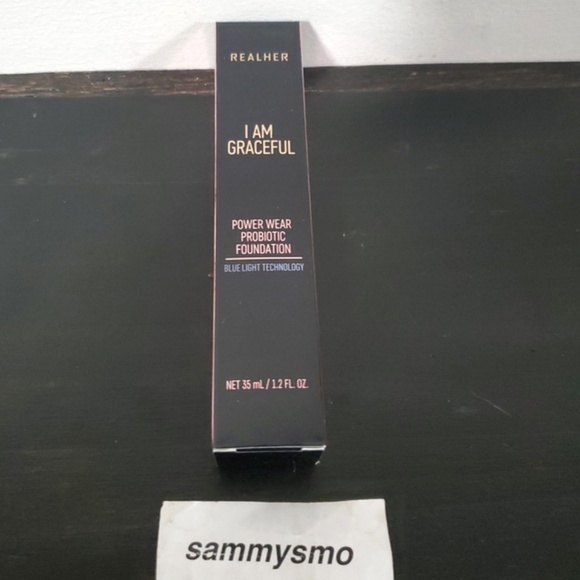 REALHER
I AM
GRACEFUL
POWER WEAR
PROBIOTIC
FOUNDATION
BLUE LIGHT TECHNOLOGY
NET 35 mL / 1.2 FL. OZ.
sammysmo